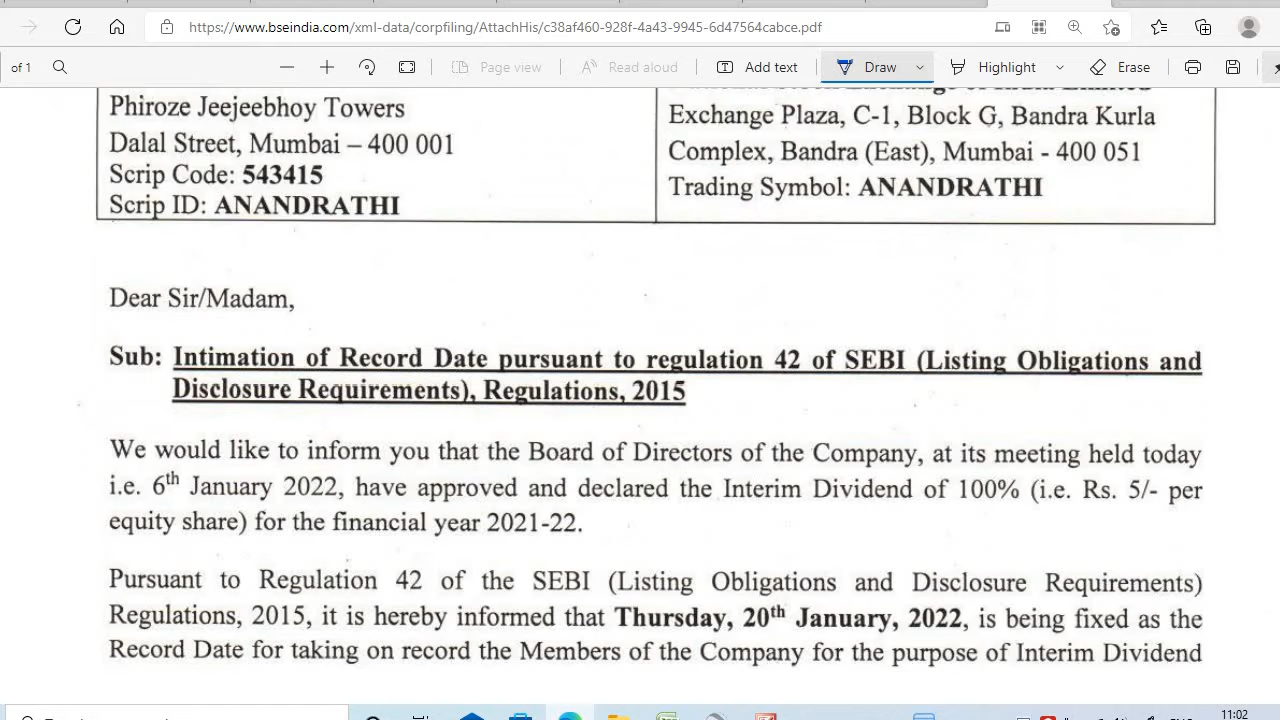 https://www.bseindia.com/xml-data/corpfiling/AttachHis/c38af460-928f-4a43-9945-6d47564cabce.pdf
of 1
Page view
Read aloud
Add text
Draw
Highlight
Erase
Phiroze Jeejeebhoy Towers
Dalal Street, Mumbai – 400 001
Scrip Code: 543415
Scrip ID: ANANDRATHI
Exchange Plaza, C-1, Block G, Bandra Kurla
Complex, Bandra (East), Mumbai - 400 051
Trading Symbol: ANANDRATHI
Dear Sir/Madam,
Sub: Intimation of Record Date pursuant to regulation 42 of SEBI (Listing Obligations and
Disclosure Requirements), Regulations, 2015
We would like to inform you that the Board of Directors of the Company, at its meeting held today
i.e. 6th January 2022, have approved and declared the Interim Dividend of 100% (i.e. Rs. 5/- per
equity share) for the financial year 2021-22.
Pursuant to Regulation 42 of the SEBI (Listing Obligations and Disclosure Requirements)
Regulations, 2015, it is hereby informed that Thursday, 20th January, 2022, is being fixed as the
Record Date for taking on record the Members of the Company for the purpose of Interim Dividend
11:02